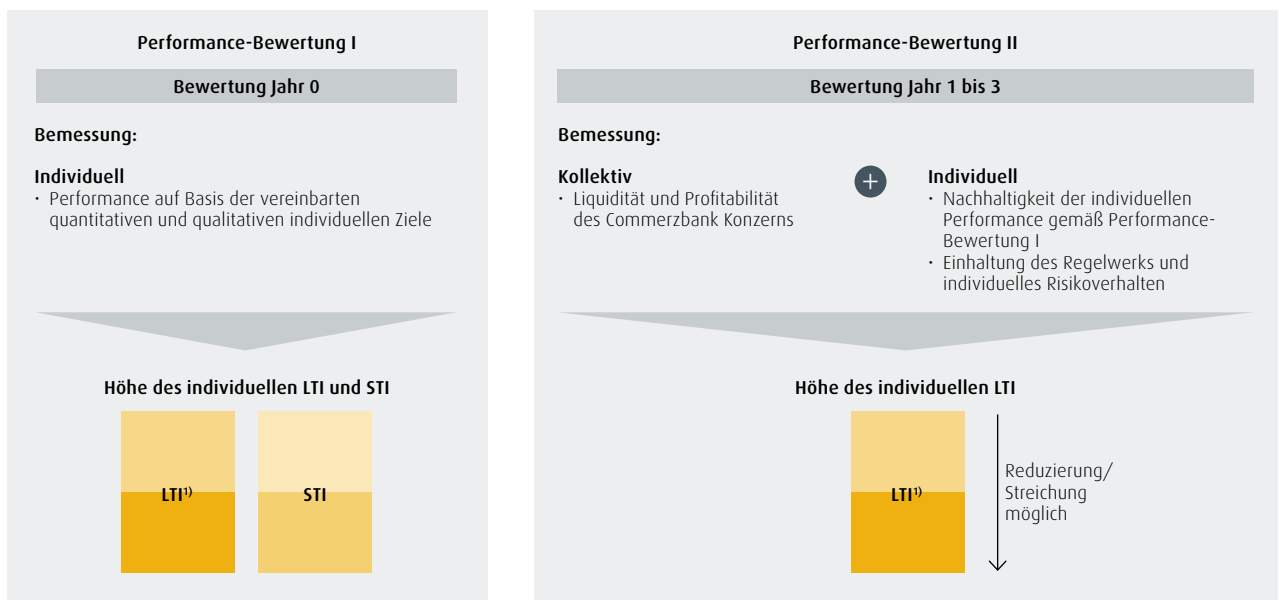 Performance-Bewertung I
Bewertung Jahr 0
Bemessung:
Individuell
· Performance auf Basis der vereinbarten
quantitativen und qualitativen individuellen Ziele
Höhe des individuellen LTI und STI
LTI¹⁾
STI
Performance-Bewertung II
Bewertung Jahr 1 bis 3
Bemessung:
Kollektiv
· Liquidität und Profitabilität
des Commerzbank Konzerns
+
Individuell
· Nachhaltigkeit der individuellen
Performance gemäß Performance-
Bewertung I
· Einhaltung des Regelwerks und
individuelles Risikoverhalten
Höhe des individuellen LTI
LTI¹⁾
Reduzierung/
Streichung
möglich